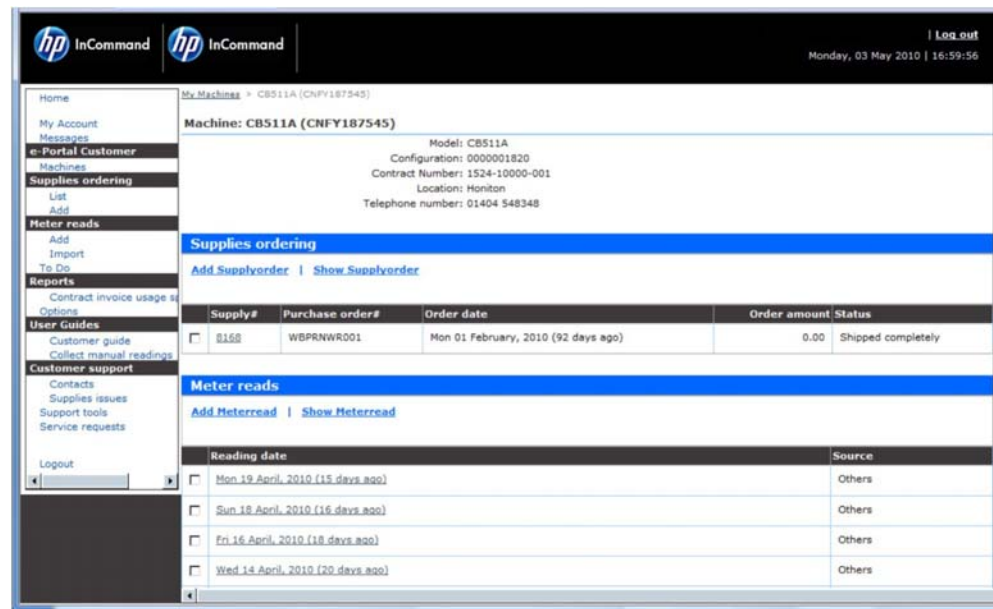 hp InCommand
hp InCommand
| Log out
Monday, 03 May 2010 | 16:59:56
Home
My Account
Messages
e-Portal Customer
Machines
Supplies ordering
List
Add
Meter reads
Add
Import
To Do
Reports
Contract invoice usage sp
Options
User Guides
Customer guide
Collect manual readings
Customer support
Contacts
Supplies issues
Support tools
Service requests
Logout
My Machines > CB511A (CNFY187545)
Machine: CB511A (CNFY187545)
Model: CB511A
Configuration: 0000001820
Contract Number: 1524-10000-001
Location: Honiton
Telephone number: 01404 548348
Supplies ordering
Add Supplyorder | Show Supplyorder
Supply# Purchase order# Order date Order amount Status
8168 WBPRNWR001 Mon 01 February, 2010 (92 days ago) 0.00 Shipped completely
Meter reads
Add Meterread | Show Meterread
Reading date Source
Mon 19 April, 2010 (15 days ago) Others
Sun 18 April, 2010 (16 days ago) Others
Fri 16 April, 2010 (18 days ago) Others
Wed 14 April, 2010 (20 days ago) Others